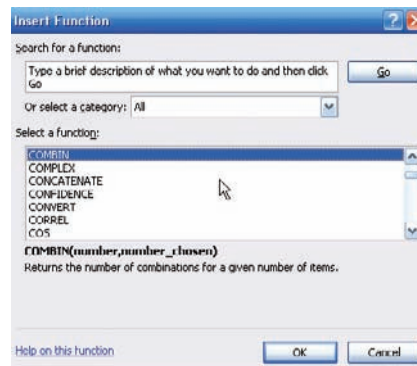 Insert Function
Search for a function:
Type a brief description of what you want to do and then click
Go
Go
Or select a category: All
Select a function:
COMBIN
COMPLEX
CONCATENATE
CONFIDENCE
CONVERT
CORREL
COS
COMBIN(number,number_chosen)
Returns the number of combinations for a given number of items.
Help on this function
OK
Cancel